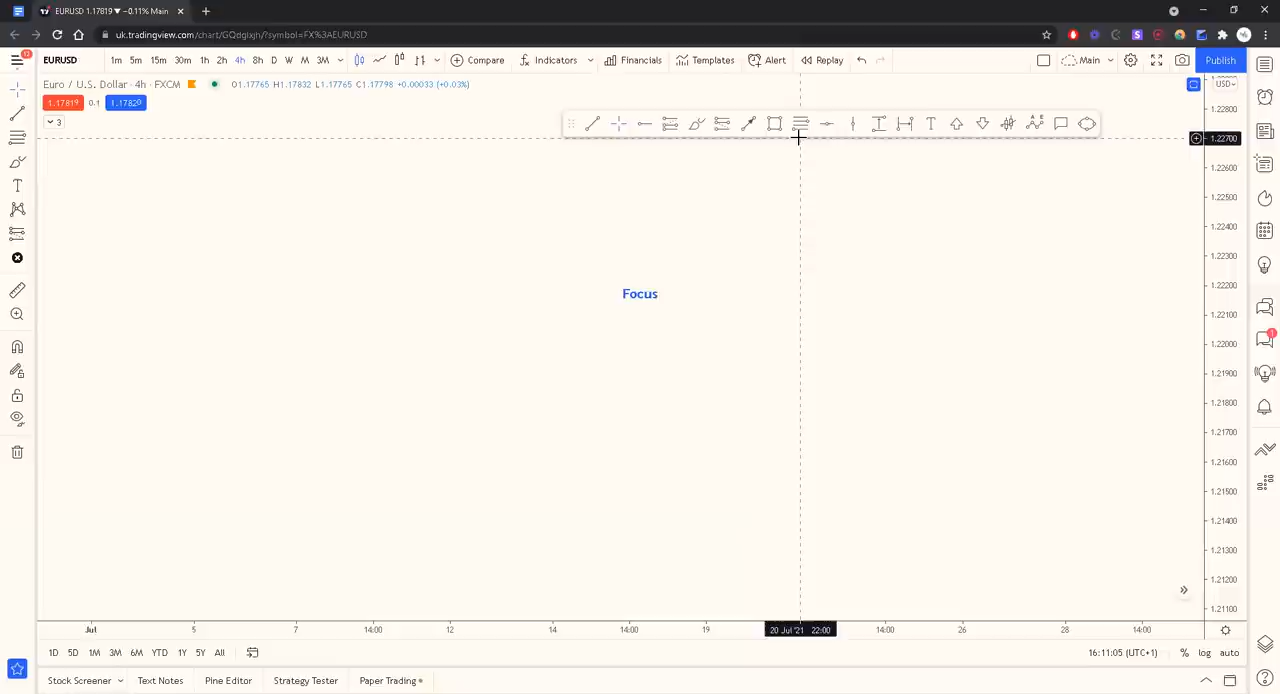 EURUSD 1.17819 ▼ −0.11% Main
uk.tradingview.com/chart/GQdglxjh/?symbol=FX%3AEURUSD
12
EURUSD 1m 5m 15m 30m 1h 2h 4h 8h D W M 3M Compare Indicators Financials Templates Alert Replay Main Publish
Euro / U.S. Dollar · 4h · FXCM O1.17765 H1.17832 L1.17765 C1.17798 +0.00033 (+0.03%)
USD
1.17819 0.1 1.17820
3
1.22800
1.22700
1.22600
1.22500
1.22400
1.22300
Focus
1.22200
1.22100
1.22000
1
1.21900
1.21800
1.21700
1.21600
1.21500
1.21400
1.21300
1.21200
1.21100
Jul 5 7 14:00 12 14 14:00 19 20 Jul '21 22:00 14:00 26 28 14:00
1D 5D 1M 3M 6M YTD 1Y 5Y All 16:11:05 (UTC+1) % log auto
Stock Screener Text Notes Pine Editor Strategy Tester Paper Trading